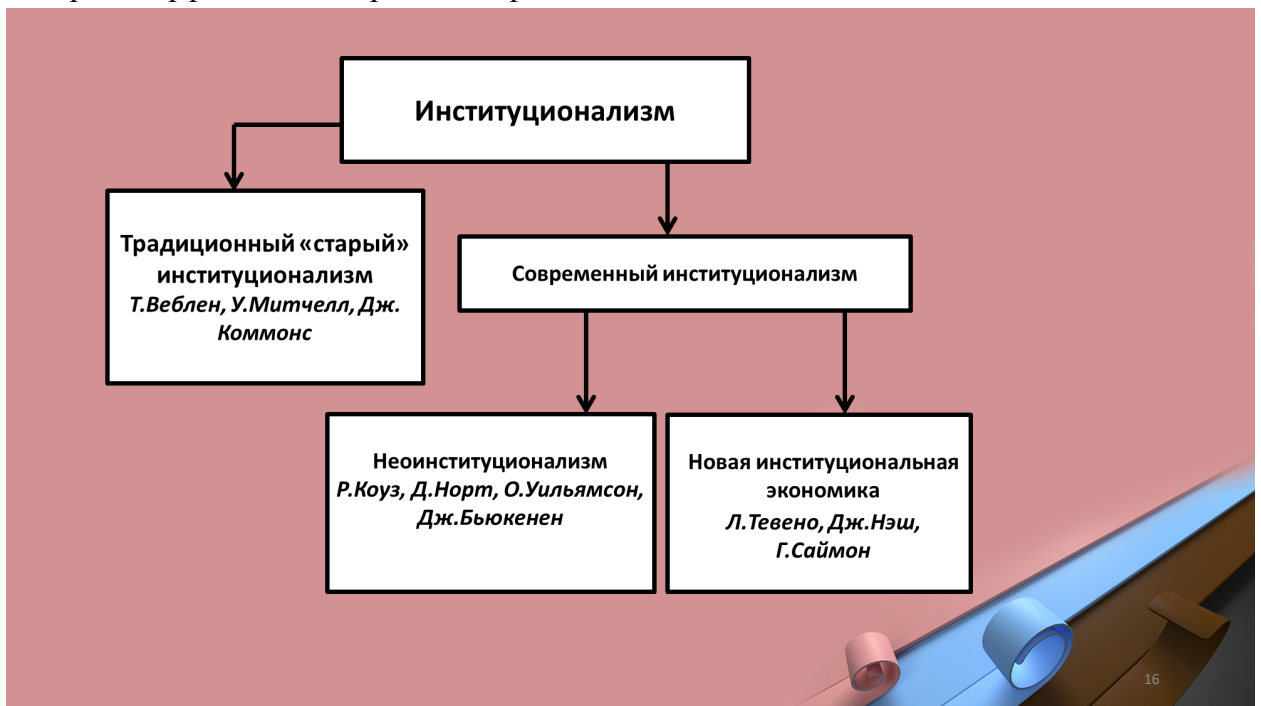 Институционализм
Традиционный «старый»
институционализм
Т.Веблен, У.Митчелл, Дж.
Коммонс
Современный институционализм
Неоинституционализм
Р.Коуз, Д.Норт, О.Уильямсон,
Дж.Бьюкенен
Новая институциональная
экономика
Л.Тевено, Дж.Нэш,
Г.Саймон
16